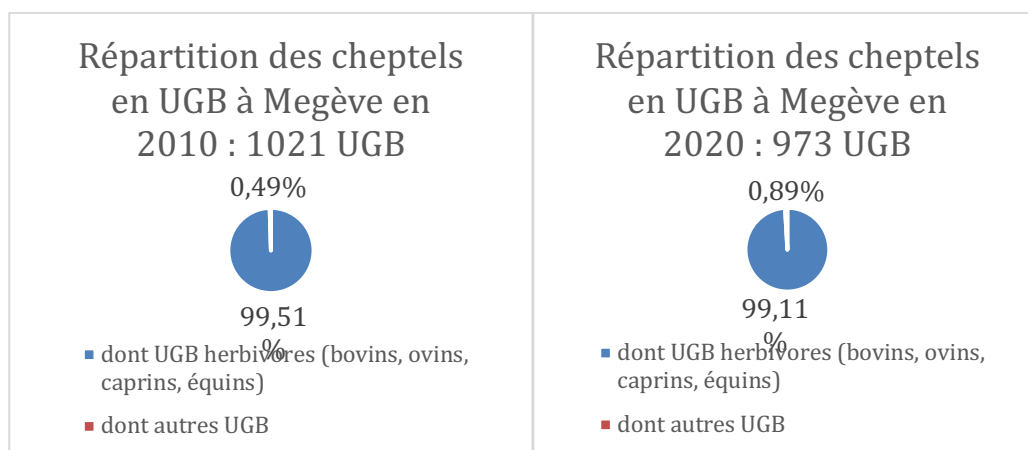 Répartition des cheptels
en UGB à Megève en
2010 : 1021 UGB
0,49%
99,51
%
dont UGB herbivores (bovins, ovins,
caprins, équins)
dont autres UGB
Répartition des cheptels
en UGB à Megève en
2020 : 973 UGB
0,89%
99,11
%
dont UGB herbivores (bovins, ovins,
caprins, équins)
dont autres UGB